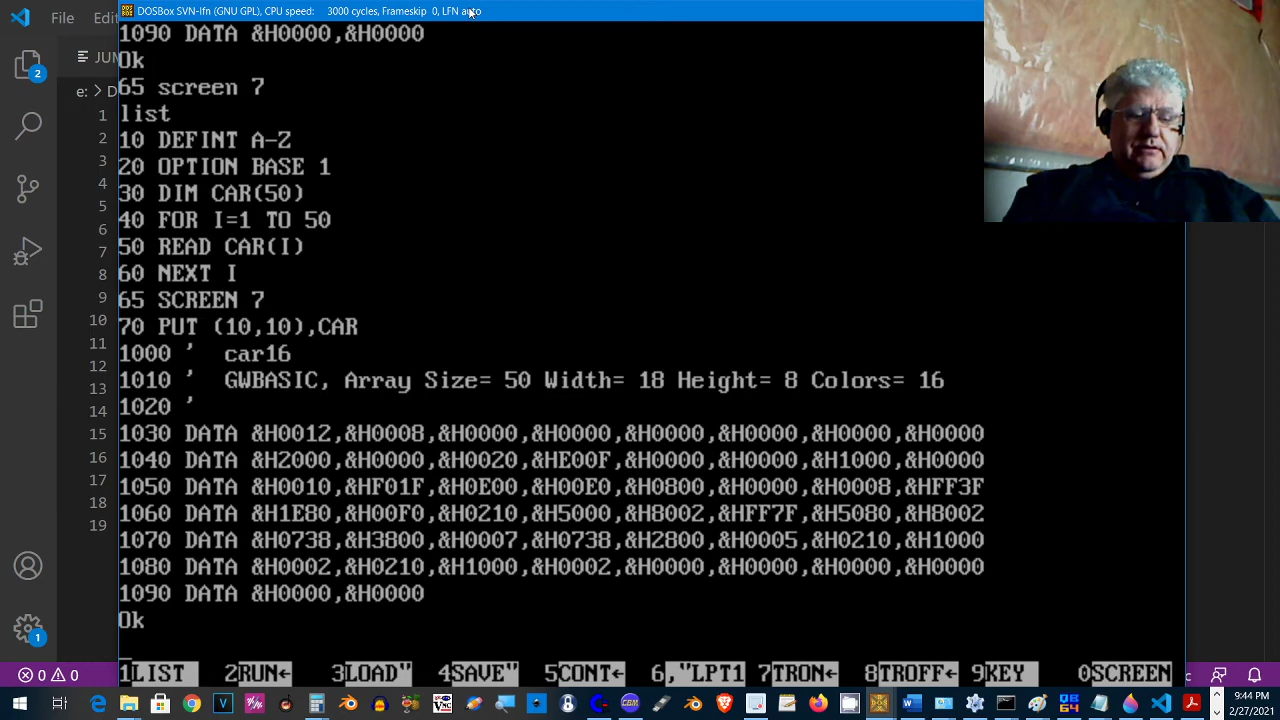 DOSBox SVN-lfn (GNU GPL), CPU speed: 3000 cycles, Frameskip 0, LFN auto
File
JUN
e: > D
2
1
2
3
4
5
6
7
8
9
10
11
12
13
14
15
16
17
18
19
1090 DATA &H0000,&H0000
Ok
65 screen 7
list
10 DEFINT A-Z
20 OPTION BASE 1
30 DIM CAR(50)
40 FOR I=1 TO 50
50 READ CAR(I)
60 NEXT I
65 SCREEN 7
70 PUT (10,10),CAR
1000 '  car16
1010 '  GWBASIC, Array Size= 50 Width= 18 Height= 8 Colors= 16
1020 '
1030 DATA &H0012,&H0008,&H0000,&H0000,&H0000,&H0000,&H0000,&H0000
1040 DATA &H2000,&H0000,&H0020,&HE00F,&H0000,&H0000,&H1000,&H0000
1050 DATA &H0010,&HF01F,&H0E00,&H00E0,&H0800,&H0000,&H0008,&HFF3F
1060 DATA &H1E80,&H00F0,&H0210,&H5000,&H8002,&HFF7F,&H5080,&H8002
1070 DATA &H0738,&H3800,&H0007,&H0738,&H2800,&H0005,&H0210,&H1000
1080 DATA &H0002,&H0210,&H1000,&H0002,&H0000,&H0000,&H0000,&H0000
1090 DATA &H0000,&H0000
Ok
1LIST 2RUN← 3LOAD" 4SAVE" 5CONT← 6,"LPT1 7TRON← 8TROFF← 9KEY 0SCREEN
1
0 0
9:44 PM
2/27/2021